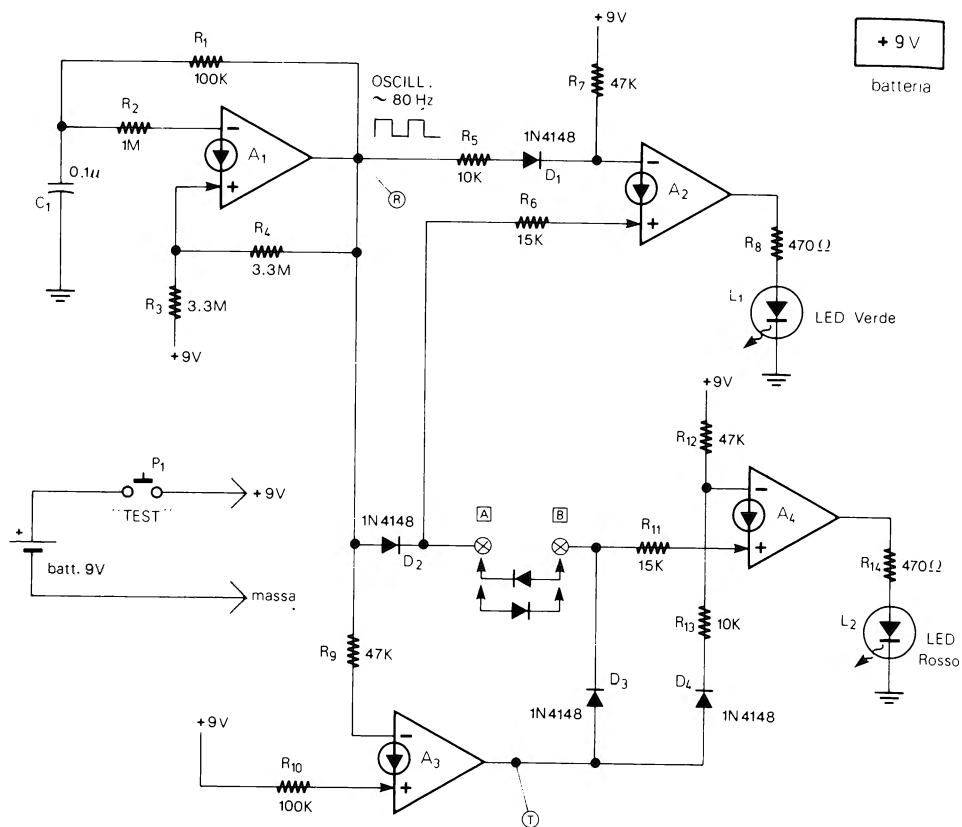 R1
100K
R2
1M
0.1u
C1
A1
R4
3.3M
R3
3.3M
+9V
OSCILL.
~ 80 Hz
R
R5
10K
1N4148
D1
R6
15K
+9V
R7
47K
A2
R8
470Ω
L1
LED Verde
+ 9V
batteria
P1
"TEST"
+9V
+
batt. 9V
massa
1N4148
D2
A
B
R11
15K
+9V
R12
47K
A4
R14
470Ω
L2
LED
Rosso
R13
10K
D3
1N4148
D4
1N4148
R9
47K
+9V
R10
100K
A3
T